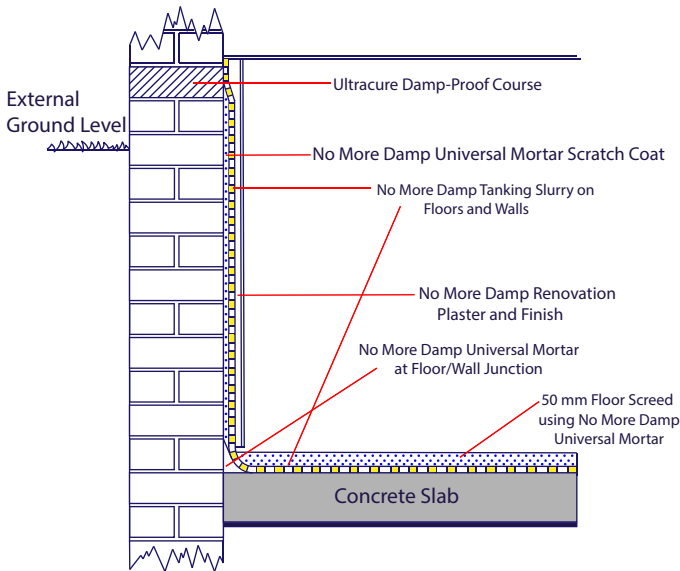 Ultracure Damp-Proof Course
External
Ground Level
No More Damp Universal Mortar Scratch Coat
No More Damp Tanking Slurry on
Floors and Walls
No More Damp Renovation
Plaster and Finish
No More Damp Universal Mortar
at Floor/Wall Junction
50 mm Floor Screed
using No More Damp
Universal Mortar
Concrete Slab